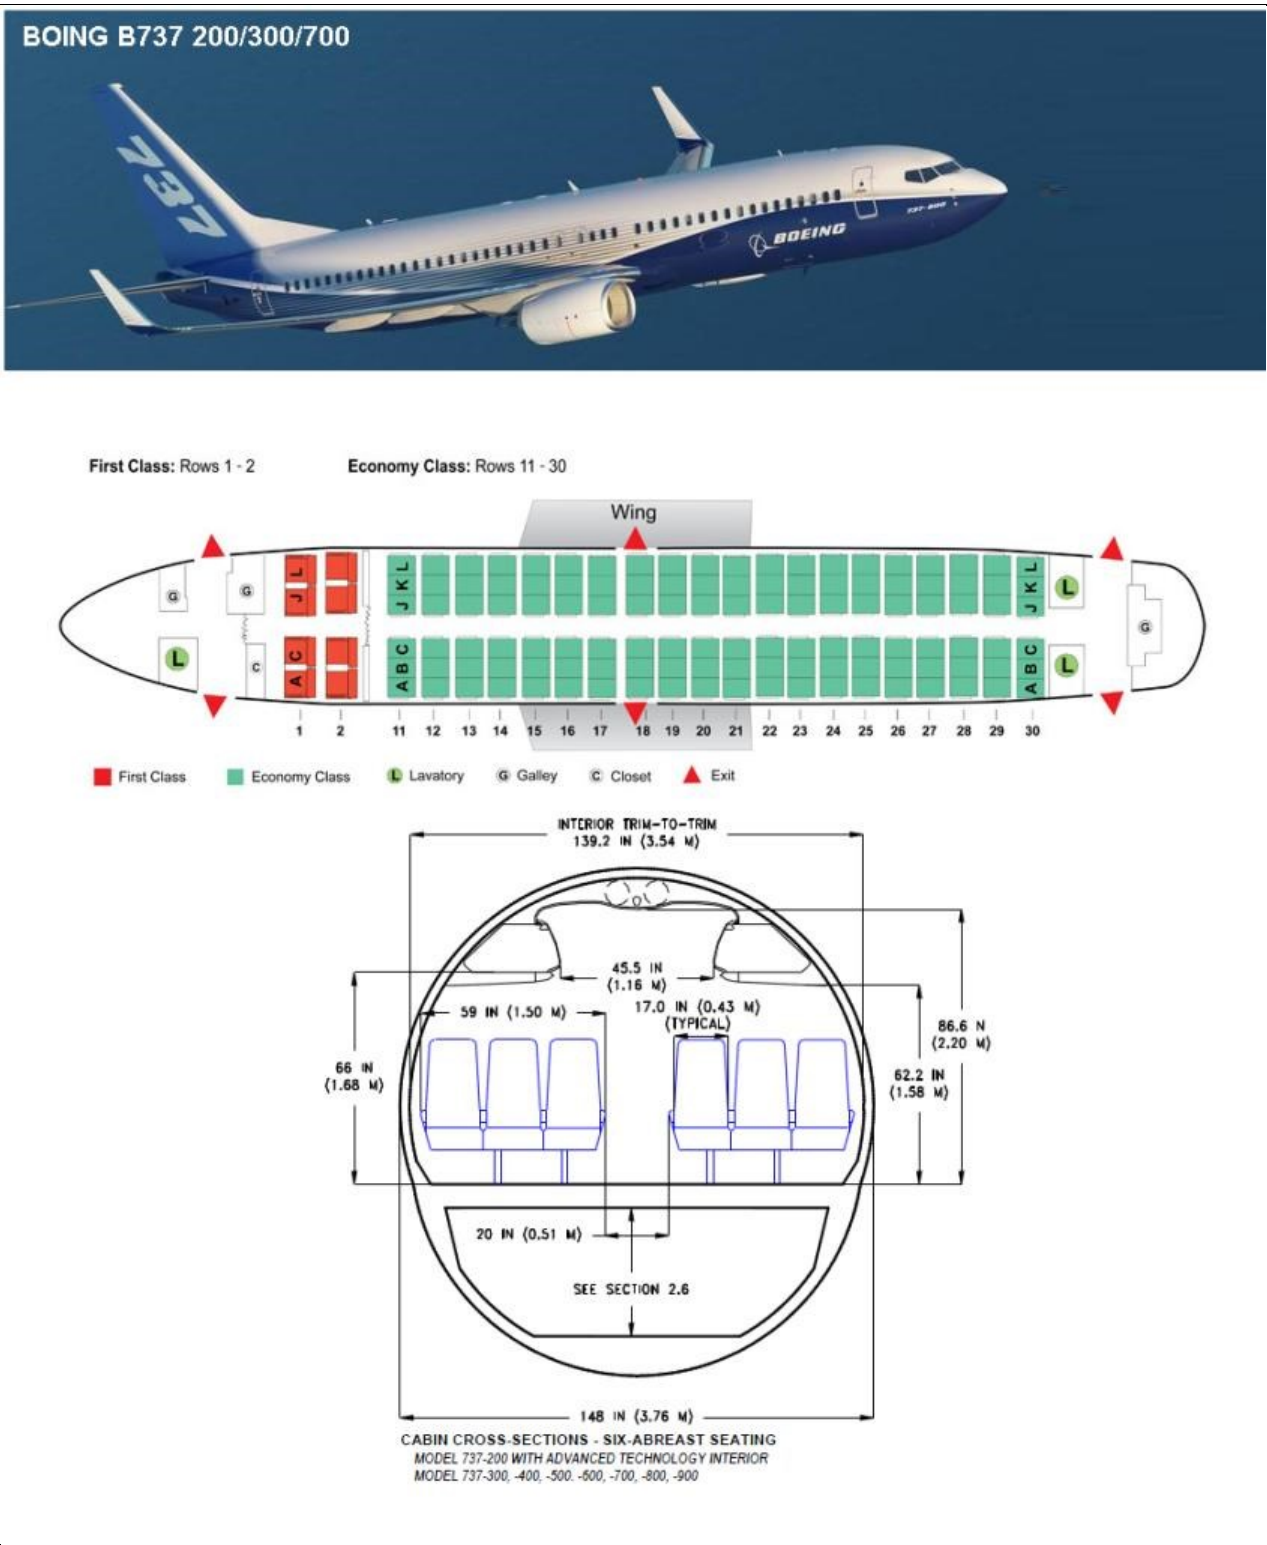 BOING B737 200/300/700
737
737-800
BOEING
First Class: Rows 1 - 2
Economy Class: Rows 11 - 30
Wing
G
G
J L
J K L
J K L
L
L
C
A C
A B C
A B C
L
G
1 2 11 12 13 14 15 16 17 18 19 20 21 22 23 24 25 26 27 28 29 30
First Class
Economy Class
L Lavatory
G Galley
C Closet
Exit
INTERIOR TRIM-TO-TRIM
139.2 IN (3.54 M)
45.5 IN
(1.16 M)
59 IN (1.50 M)
17.0 IN (0.43 M)
(TYPICAL)
86.6 N
(2.20 M)
66 IN
(1.68 M)
62.2 IN
(1.58 M)
20 IN (0.51 M)
SEE SECTION 2.6
148 IN (3.76 M)
CABIN CROSS-SECTIONS - SIX-ABREAST SEATING
MODEL 737-200 WITH ADVANCED TECHNOLOGY INTERIOR
MODEL 737-300, -400, -500. -600, -700, -800, -900